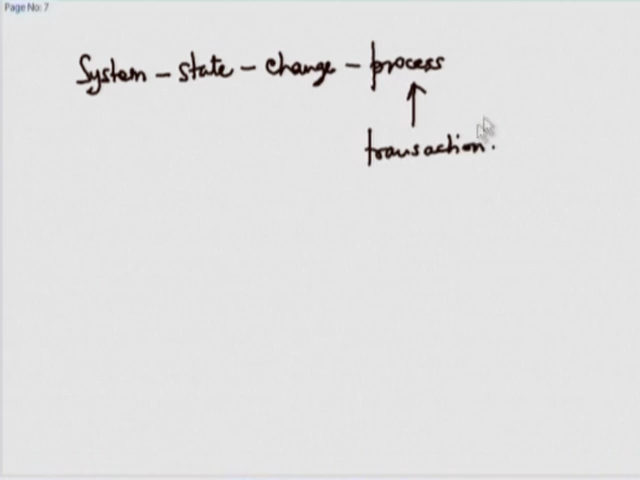 Page No: 7
System - state - change - process
transaction.